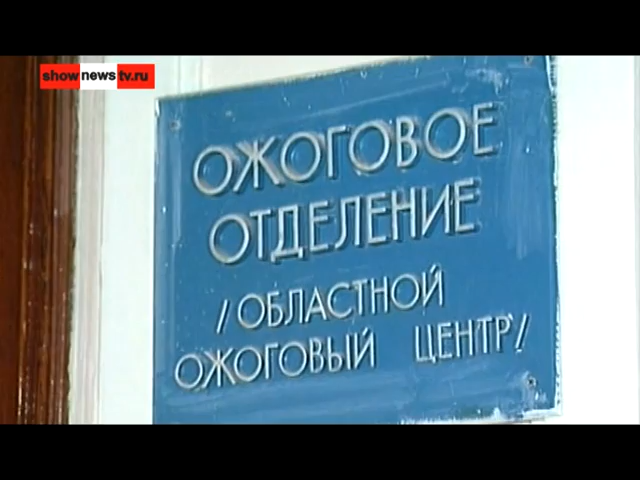 shownewstv.ru
ОЖОГОВОЕ
ОТДЕЛЕНИЕ
/ОБЛАСТНОЙ
ОЖОГОВЫЙ ЦЕНТР/